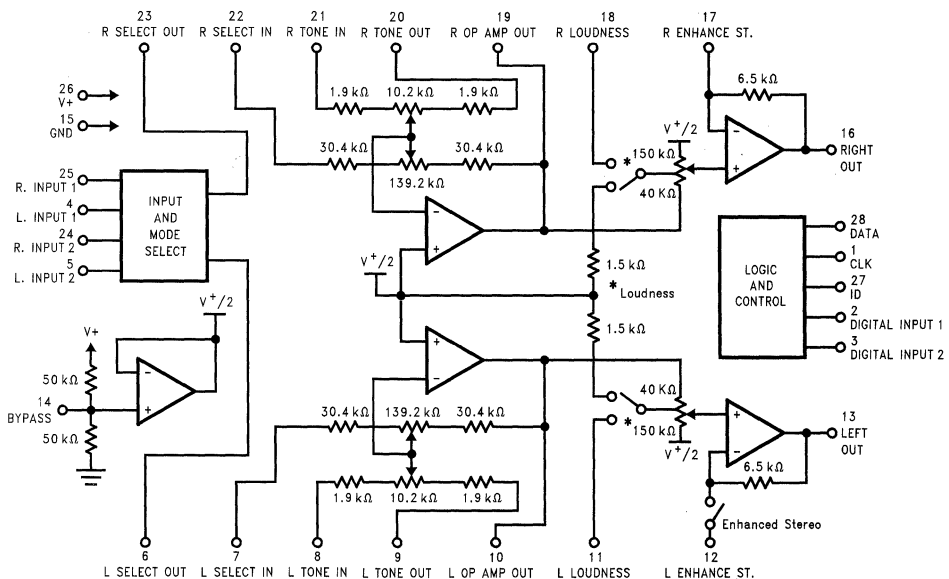 23
R SELECT OUT
22
R SELECT IN
21
R TONE IN
20
R TONE OUT
19
R OP AMP OUT
18
R LOUDNESS
17
R ENHANCE ST.
26
V+
15
GND
1.9 kΩ
10.2 kΩ
1.9 kΩ
6.5 kΩ
30.4 kΩ
139.2 kΩ
30.4 kΩ
V+/2
150 kΩ
*
40 KΩ
−
+
16
RIGHT
OUT
25
R. INPUT 1
4
L. INPUT 1
24
R. INPUT 2
5
L. INPUT 2
INPUT
AND
MODE
SELECT
−
+
V+/2
1.5 kΩ
* Loudness
1.5 kΩ
LOGIC
AND
CONTROL
28
DATA
1
CLK
27
ID
2
DIGITAL INPUT 1
3
DIGITAL INPUT 2
V+/2
V+
50 kΩ
14
BYPASS
50 kΩ
−
+
+
−
30.4 kΩ
139.2 kΩ
30.4 kΩ
1.9 kΩ
10.2 kΩ
1.9 kΩ
40 KΩ
*
150 kΩ
V+/2
+
−
13
LEFT
OUT
6.5 kΩ
Enhanced Stereo
6
L SELECT OUT
7
L SELECT IN
8
L TONE IN
9
L TONE OUT
10
L OP AMP OUT
11
L LOUDNESS
12
L ENHANCE ST.